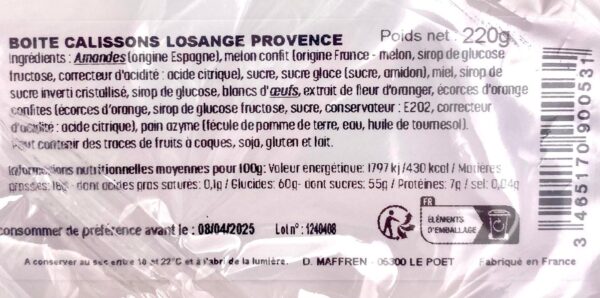 BOITE CALISSONS LOSANGE PROVENCE Poids net : 220g
Ingrédients : Amandes (origine Espagne), melon confit (origine France - melon, sirop de glucose
fructose, correcteur d'acidité : acide citrique), sucre, sucre glace (sucre, amidon), miel, sirop de
sucre inverti cristallisé, sirop de glucose, blancs d'œufs, extrait de fleur d'oranger, écorces d'orange
confites (écorces d'orange, sirop de glucose fructose, sucre, conservateur : E202, correcteur
d'acidité : acide citrique), pain azyme (fécule de pomme de terre, eau, huile de tournesol).
Peut contenir des traces de fruits à coques, soja, gluten et lait.
Informations nutritionnelles moyennes pour 100g: Valeur énergétique: 1797 kj/430 kcal / Matières
grasses: 18g - dont acides gras saturés: 0,1g / Glucides: 60g- dont sucres: 55g / Protéines: 7g / sel: 0,04g
consommer de préférence avant le : 08/04/2025 Lot n° : 1240408
FR
ÉLÉMENTS
D'EMBALLAGE
A conserver au sec entre 18 et 22°C et à l'abri de la lumière. D. MAFFREN - 05300 LE POET Fabriqué en France
3 465170 900531